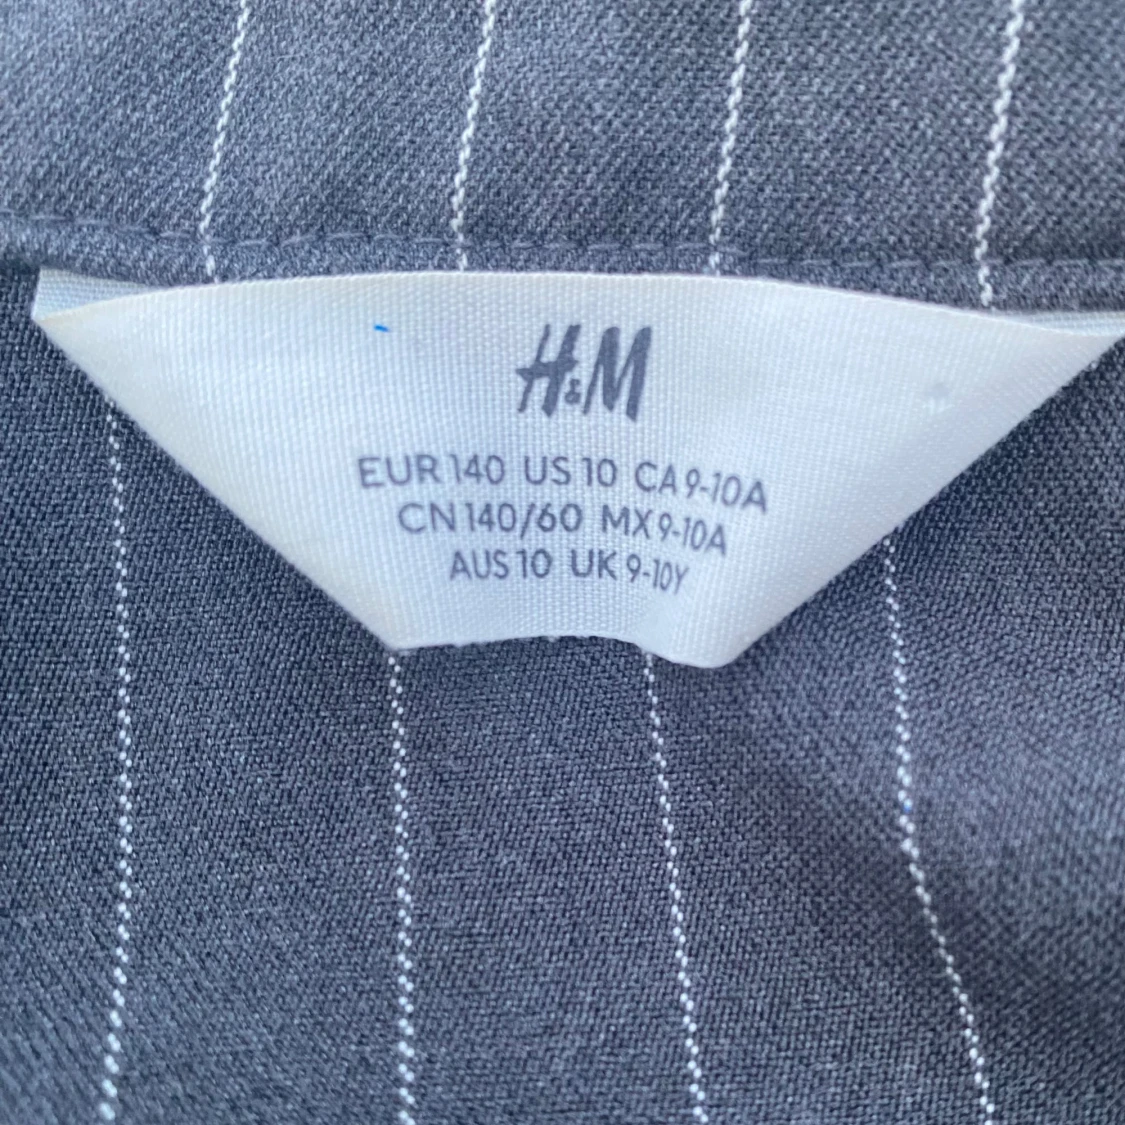 H&M
EUR 140 US 10 CA 9-10A
CN 140/60 MX 9-10A
AUS 10 UK 9-10Y